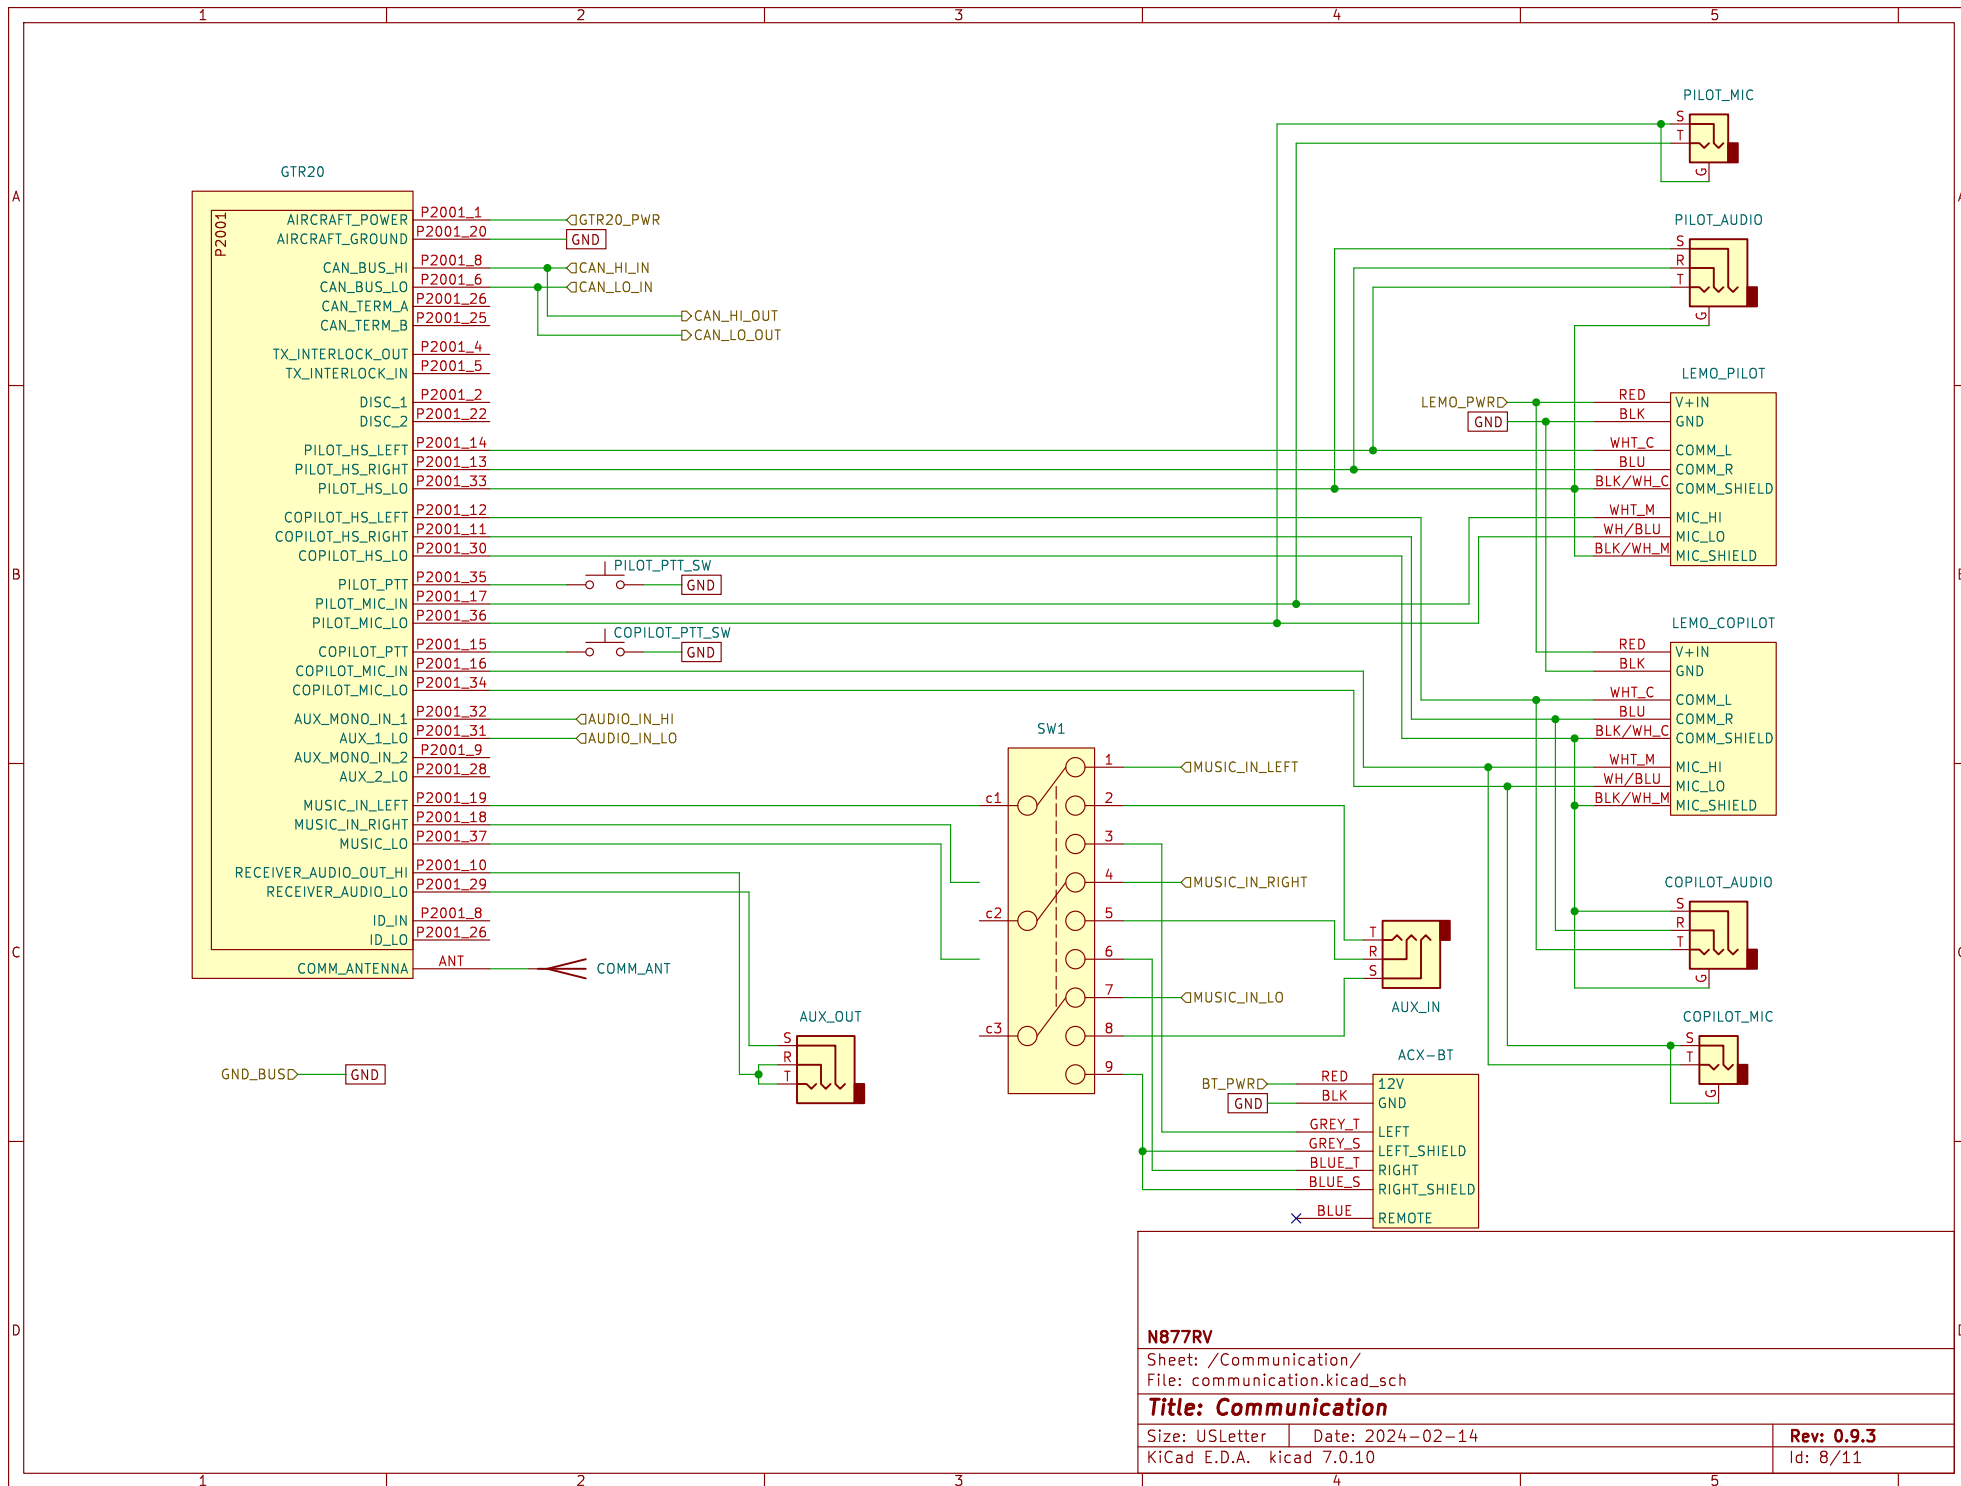 1 2 3 4 5
A
B
C
D
GTR20
P2001
AIRCRAFT_POWER P2001_1 GTR20_PWR
AIRCRAFT_GROUND P2001_20 GND
CAN_BUS_HI P2001_8 CAN_HI_IN
CAN_BUS_LO P2001_6 CAN_LO_IN
CAN_TERM_A P2001_26
CAN_HI_OUT
CAN_TERM_B P2001_25
CAN_LO_OUT
TX_INTERLOCK_OUT P2001_4
TX_INTERLOCK_IN P2001_5
DISC_1 P2001_2
DISC_2 P2001_22
PILOT_HS_LEFT P2001_14
PILOT_HS_RIGHT P2001_13
PILOT_HS_LO P2001_33
COPILOT_HS_LEFT P2001_12
COPILOT_HS_RIGHT P2001_11
COPILOT_HS_LO P2001_30
PILOT_PTT_SW
PILOT_PTT P2001_35 GND
PILOT_MIC_IN P2001_17
PILOT_MIC_LO P2001_36
COPILOT_PTT_SW
COPILOT_PTT P2001_15 GND
COPILOT_MIC_IN P2001_16
COPILOT_MIC_LO P2001_34
AUX_MONO_IN_1 P2001_32 AUDIO_IN_HI
AUX_1_LO P2001_31 AUDIO_IN_LO
AUX_MONO_IN_2 P2001_9
AUX_2_LO P2001_28
MUSIC_IN_LEFT P2001_19
MUSIC_IN_RIGHT P2001_18
MUSIC_LO P2001_37
RECEIVER_AUDIO_OUT_HI P2001_10
RECEIVER_AUDIO_LO P2001_29
ID_IN P2001_8
ID_LO P2001_26
COMM_ANTENNA ANT COMM_ANT
GND_BUS GND
AUX_OUT
S
R
T
SW1
1 MUSIC_IN_LEFT
c1 2
3
4 MUSIC_IN_RIGHT
c2 5
6
7 MUSIC_IN_LO
c3 8
9
T
R
S
AUX_IN
ACX-BT
BT_PWR RED 12V
GND BLK GND
GREY_T LEFT
GREY_S LEFT_SHIELD
BLUE_T RIGHT
BLUE_S RIGHT_SHIELD
BLUE REMOTE
PILOT_MIC
S
T
G
PILOT_AUDIO
S
R
T
G
LEMO_PILOT
LEMO_PWR RED V+IN
GND BLK GND
WHT_C COMM_L
BLU COMM_R
BLK/WH_C COMM_SHIELD
WHT_M MIC_HI
WH/BLU MIC_LO
BLK/WH_M MIC_SHIELD
LEMO_COPILOT
RED V+IN
BLK GND
WHT_C COMM_L
BLU COMM_R
BLK/WH_C COMM_SHIELD
WHT_M MIC_HI
WH/BLU MIC_LO
BLK/WH_M MIC_SHIELD
COPILOT_AUDIO
S
R
T
G
COPILOT_MIC
S
T
G
N877RV
Sheet: /Communication/
File: communication.kicad_sch
Title: Communication
Size: USLetter Date: 2024-02-14 Rev: 0.9.3
KiCad E.D.A. kicad 7.0.10 Id: 8/11
1 2 3 4 5